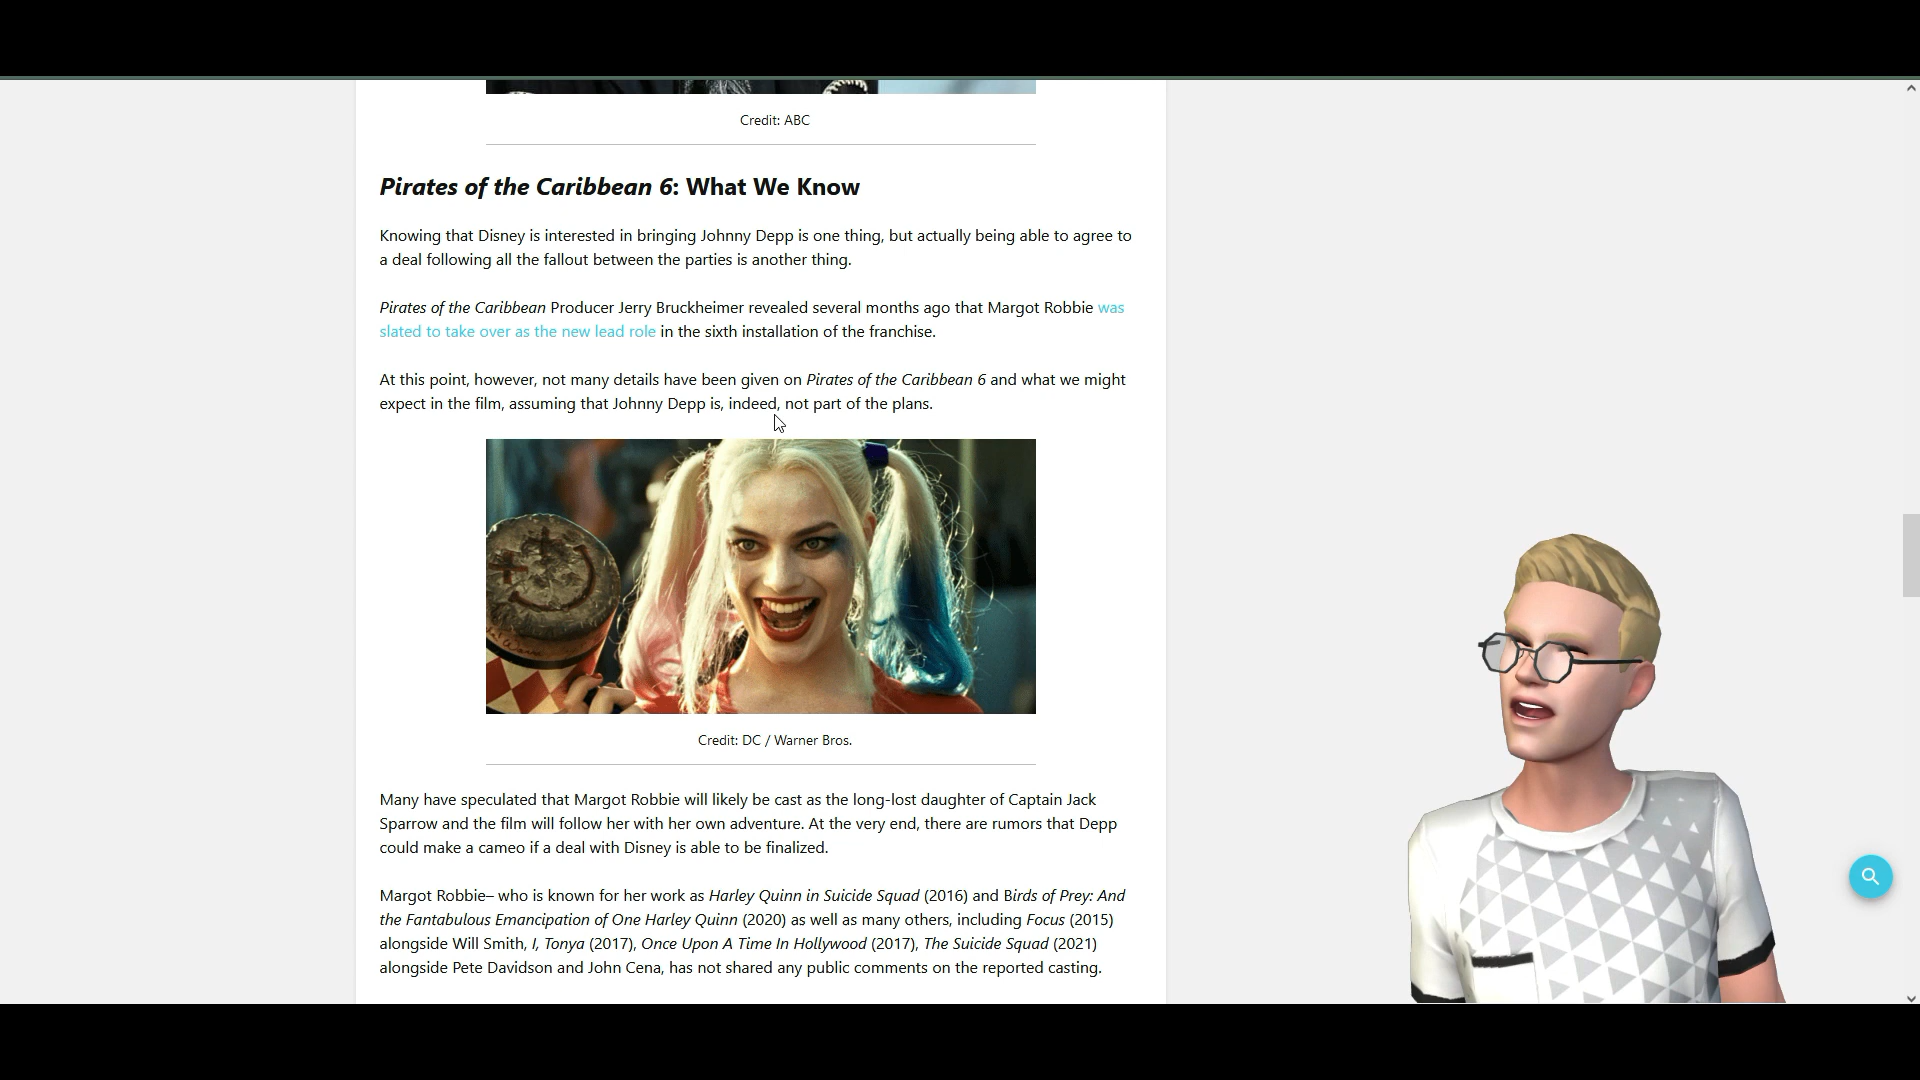 Credit: ABC
Pirates of the Caribbean 6: What We Know
Knowing that Disney is interested in bringing Johnny Depp is one thing, but actually being able to agree to
a deal following all the fallout between the parties is another thing.
Pirates of the Caribbean Producer Jerry Bruckheimer revealed several months ago that Margot Robbie was
slated to take over as the new lead role in the sixth installation of the franchise.
At this point, however, not many details have been given on Pirates of the Caribbean 6 and what we might
expect in the film, assuming that Johnny Depp is, indeed, not part of the plans.
Credit: DC / Warner Bros.
Many have speculated that Margot Robbie will likely be cast as the long-lost daughter of Captain Jack
Sparrow and the film will follow her with her own adventure. At the very end, there are rumors that Depp
could make a cameo if a deal with Disney is able to be finalized.
Margot Robbie– who is known for her work as Harley Quinn in Suicide Squad (2016) and Birds of Prey: And
the Fantabulous Emancipation of One Harley Quinn (2020) as well as many others, including Focus (2015)
alongside Will Smith, I, Tonya (2017), Once Upon A Time In Hollywood (2017), The Suicide Squad (2021)
alongside Pete Davidson and John Cena, has not shared any public comments on the reported casting.